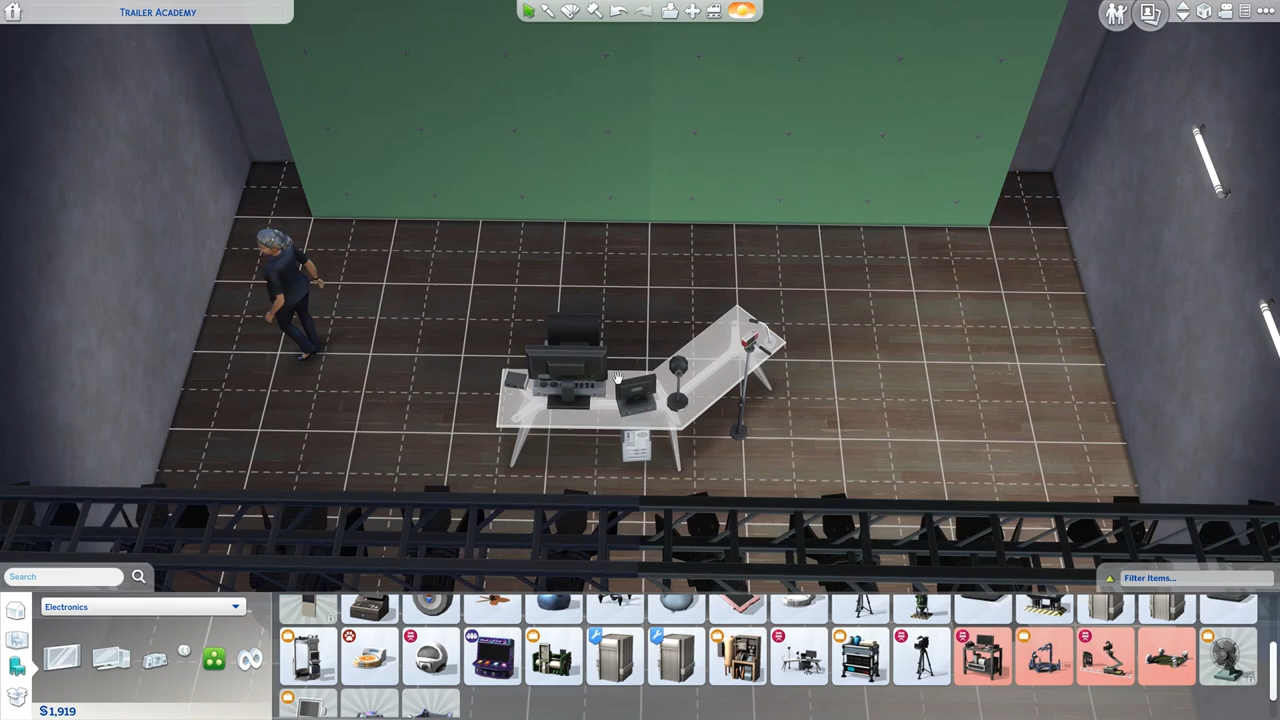 TRAILER ACADEMY
Search
Filter Items...
Electronics
§1,919